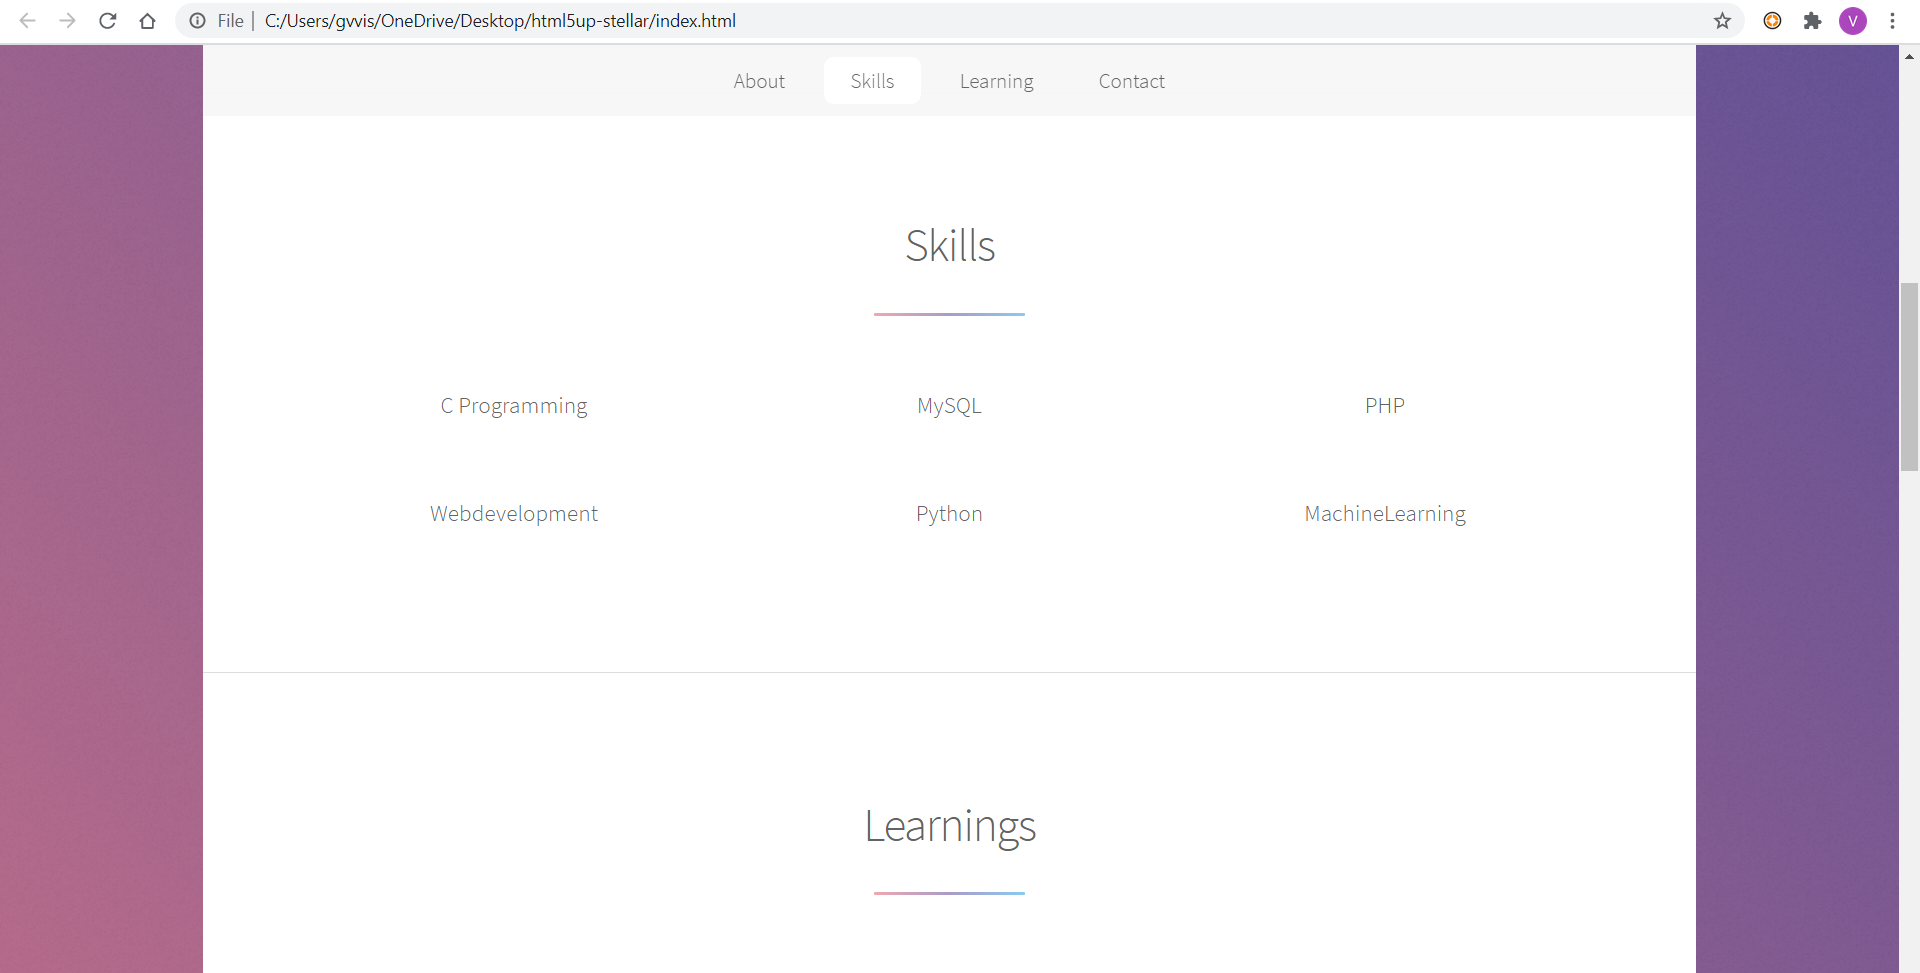 File | C:/Users/gvvis/OneDrive/Desktop/html5up-stellar/index.html V
About Skills Learning Contact
Skills
C Programming MySQL PHP
Webdevelopment Python MachineLearning
Learnings